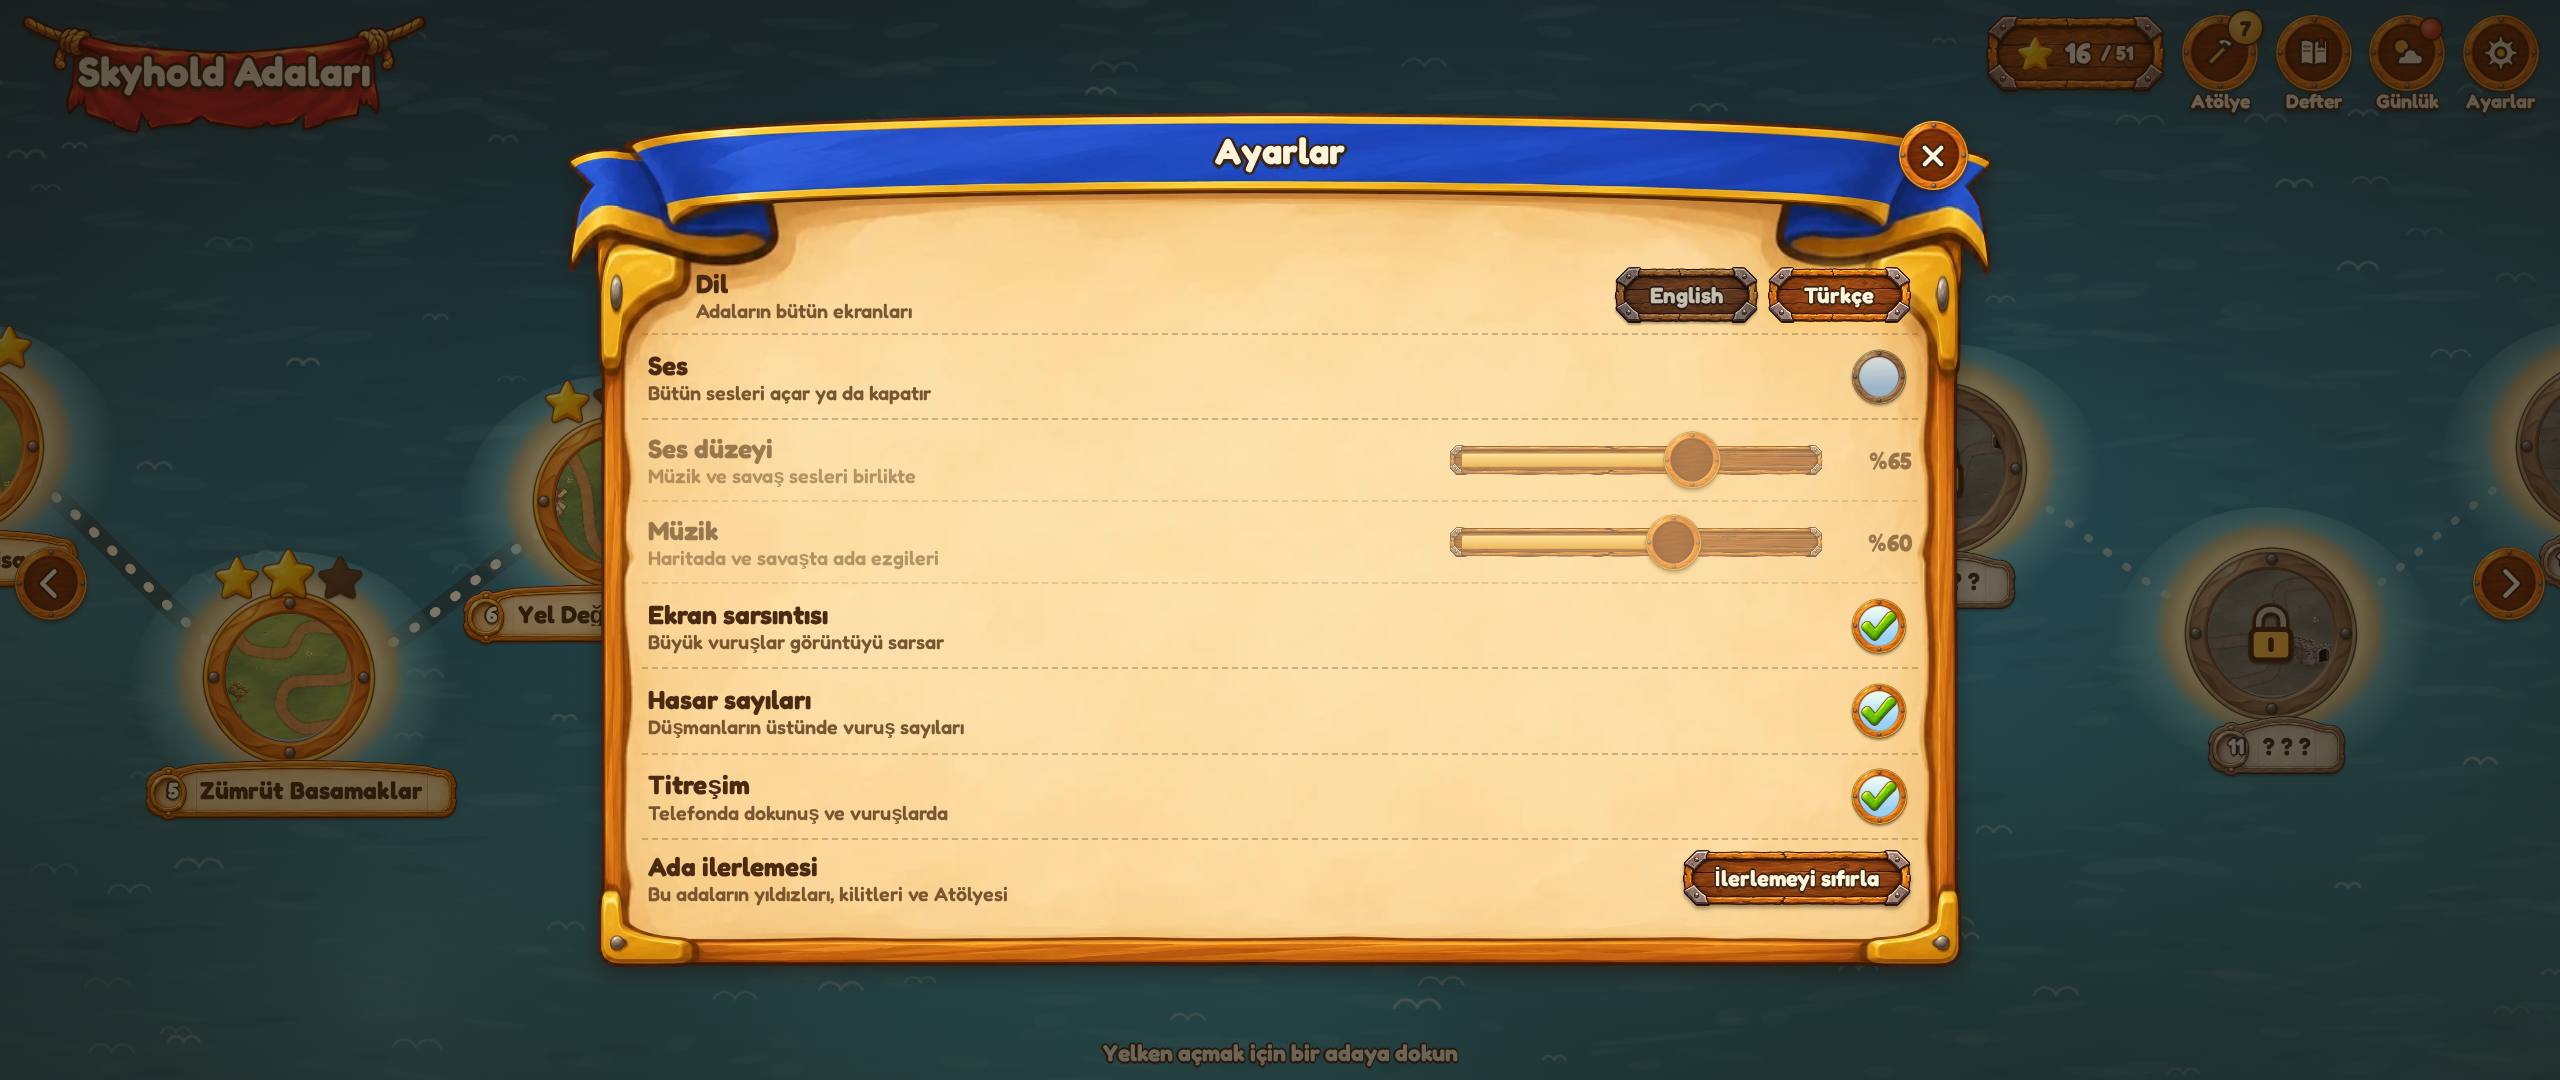 Skyhold Adaları
16 / 51
7
Atölye
Defter
Günlük
Ayarlar
Ayarlar
Dil
Adaların bütün ekranları
English
Türkçe
Ses
Bütün sesleri açar ya da kapatır
Ses düzeyi
Müzik ve savaş sesleri birlikte
%65
Müzik
Haritada ve savaşta ada ezgileri
%60
Ekran sarsıntısı
Büyük vuruşlar görüntüyü sarsar
Hasar sayıları
Düşmanların üstünde vuruş sayıları
Titreşim
Telefonda dokunuş ve vuruşlarda
Ada ilerlemesi
Bu adaların yıldızları, kilitleri ve Atölyesi
İlerlemeyi sıfırla
6 Yel Değ
5 Zümrüt Basamaklar
11 ???
Yelken açmak için bir adaya dokun